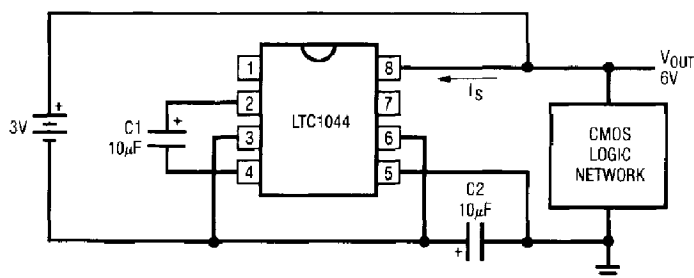 +
3V
C1
10μF
+
1
2
3
4
LTC1044
8
7
6
5
I_S
V_OUT
6V
CMOS
LOGIC
NETWORK
C2
10μF
+